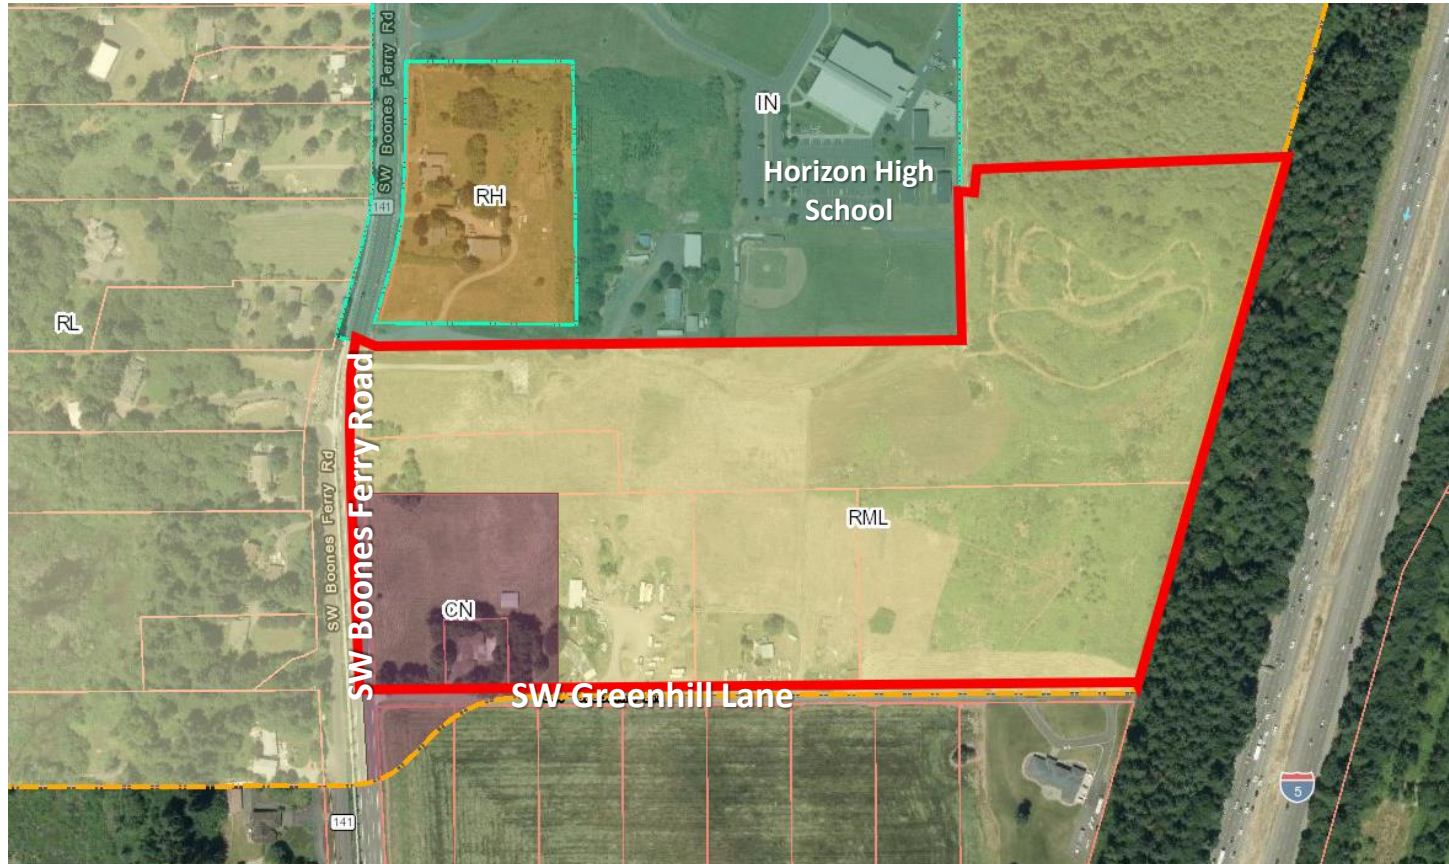 SW Boones Ferry Rd
141
RH
IN
Horizon High
School
RL
SW Boones Ferry Road
SW Boones Ferry Rd
RML
CN
SW Greenhill Lane
5
141